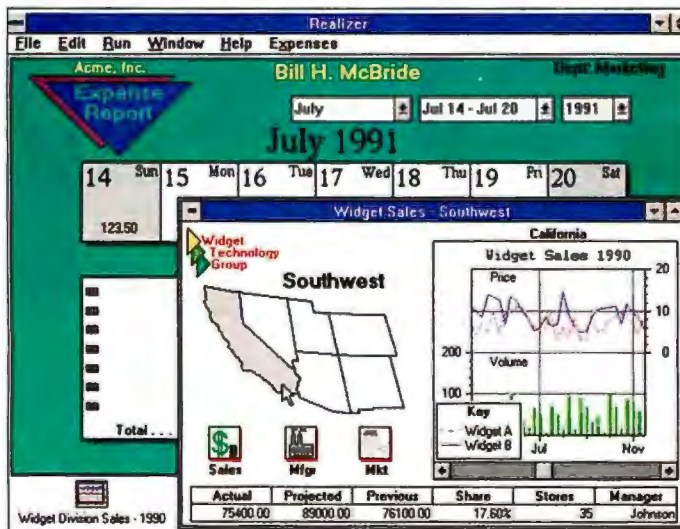 Realizer
File Edit Run Window Help Expenses
Acme, Inc.
Expense
Report
Bill H. McBride
Dept: Marketing
July Jul 14 - Jul 20 1991
July 1991
14 Sun 15 Mon 16 Tue 17 Wed 18 Thu 19 Fri 20 Sat
123.50
Total . . .
Widget Division Sales - 1990
Widget Sales - Southwest
Widget
Technology
Group
Southwest
Sales Mfgr Mkt
California
Widget Sales 1990
Price
20
10
0
200
Volume
100
Key
Widget A
Widget B
Jul Nov
Actual Projected Previous Share Stores Manager
75400.00 89000.00 76100.00 17.60% 35 Johnson